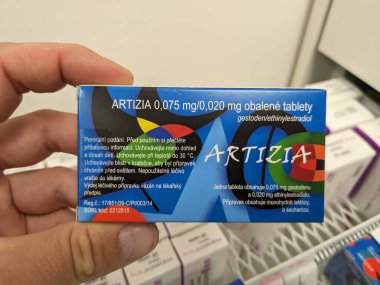 ARTIZIA 0,075 mg/0,020 mg obalené tablety
gestoden/ethinylestradiol
Perorální podání. Před použitím si přečtěte
příbalovou informaci. Uchovávejte mimo dohled
a dosah dětí. Uchovávejte při teplotě do 30 °C.
Uchovávejte blistr v krabičce, aby byl přípravek
chráněn před světlem. Nepoužitelné léčivo
vraťte do lékárny.
Výdej léčivého přípravku vázán na lékařský
předpis.
Reg.č.: 17/851/09-C/PI/003/14
SÚKL kód: 0212515
ARTIZIA
Jedna tableta obsahuje 0,075 mg gestodenu
a 0,020 mg ethinylestradiolu.
Přípravek obsahuje monohydrát laktózy,
a sacharózu.